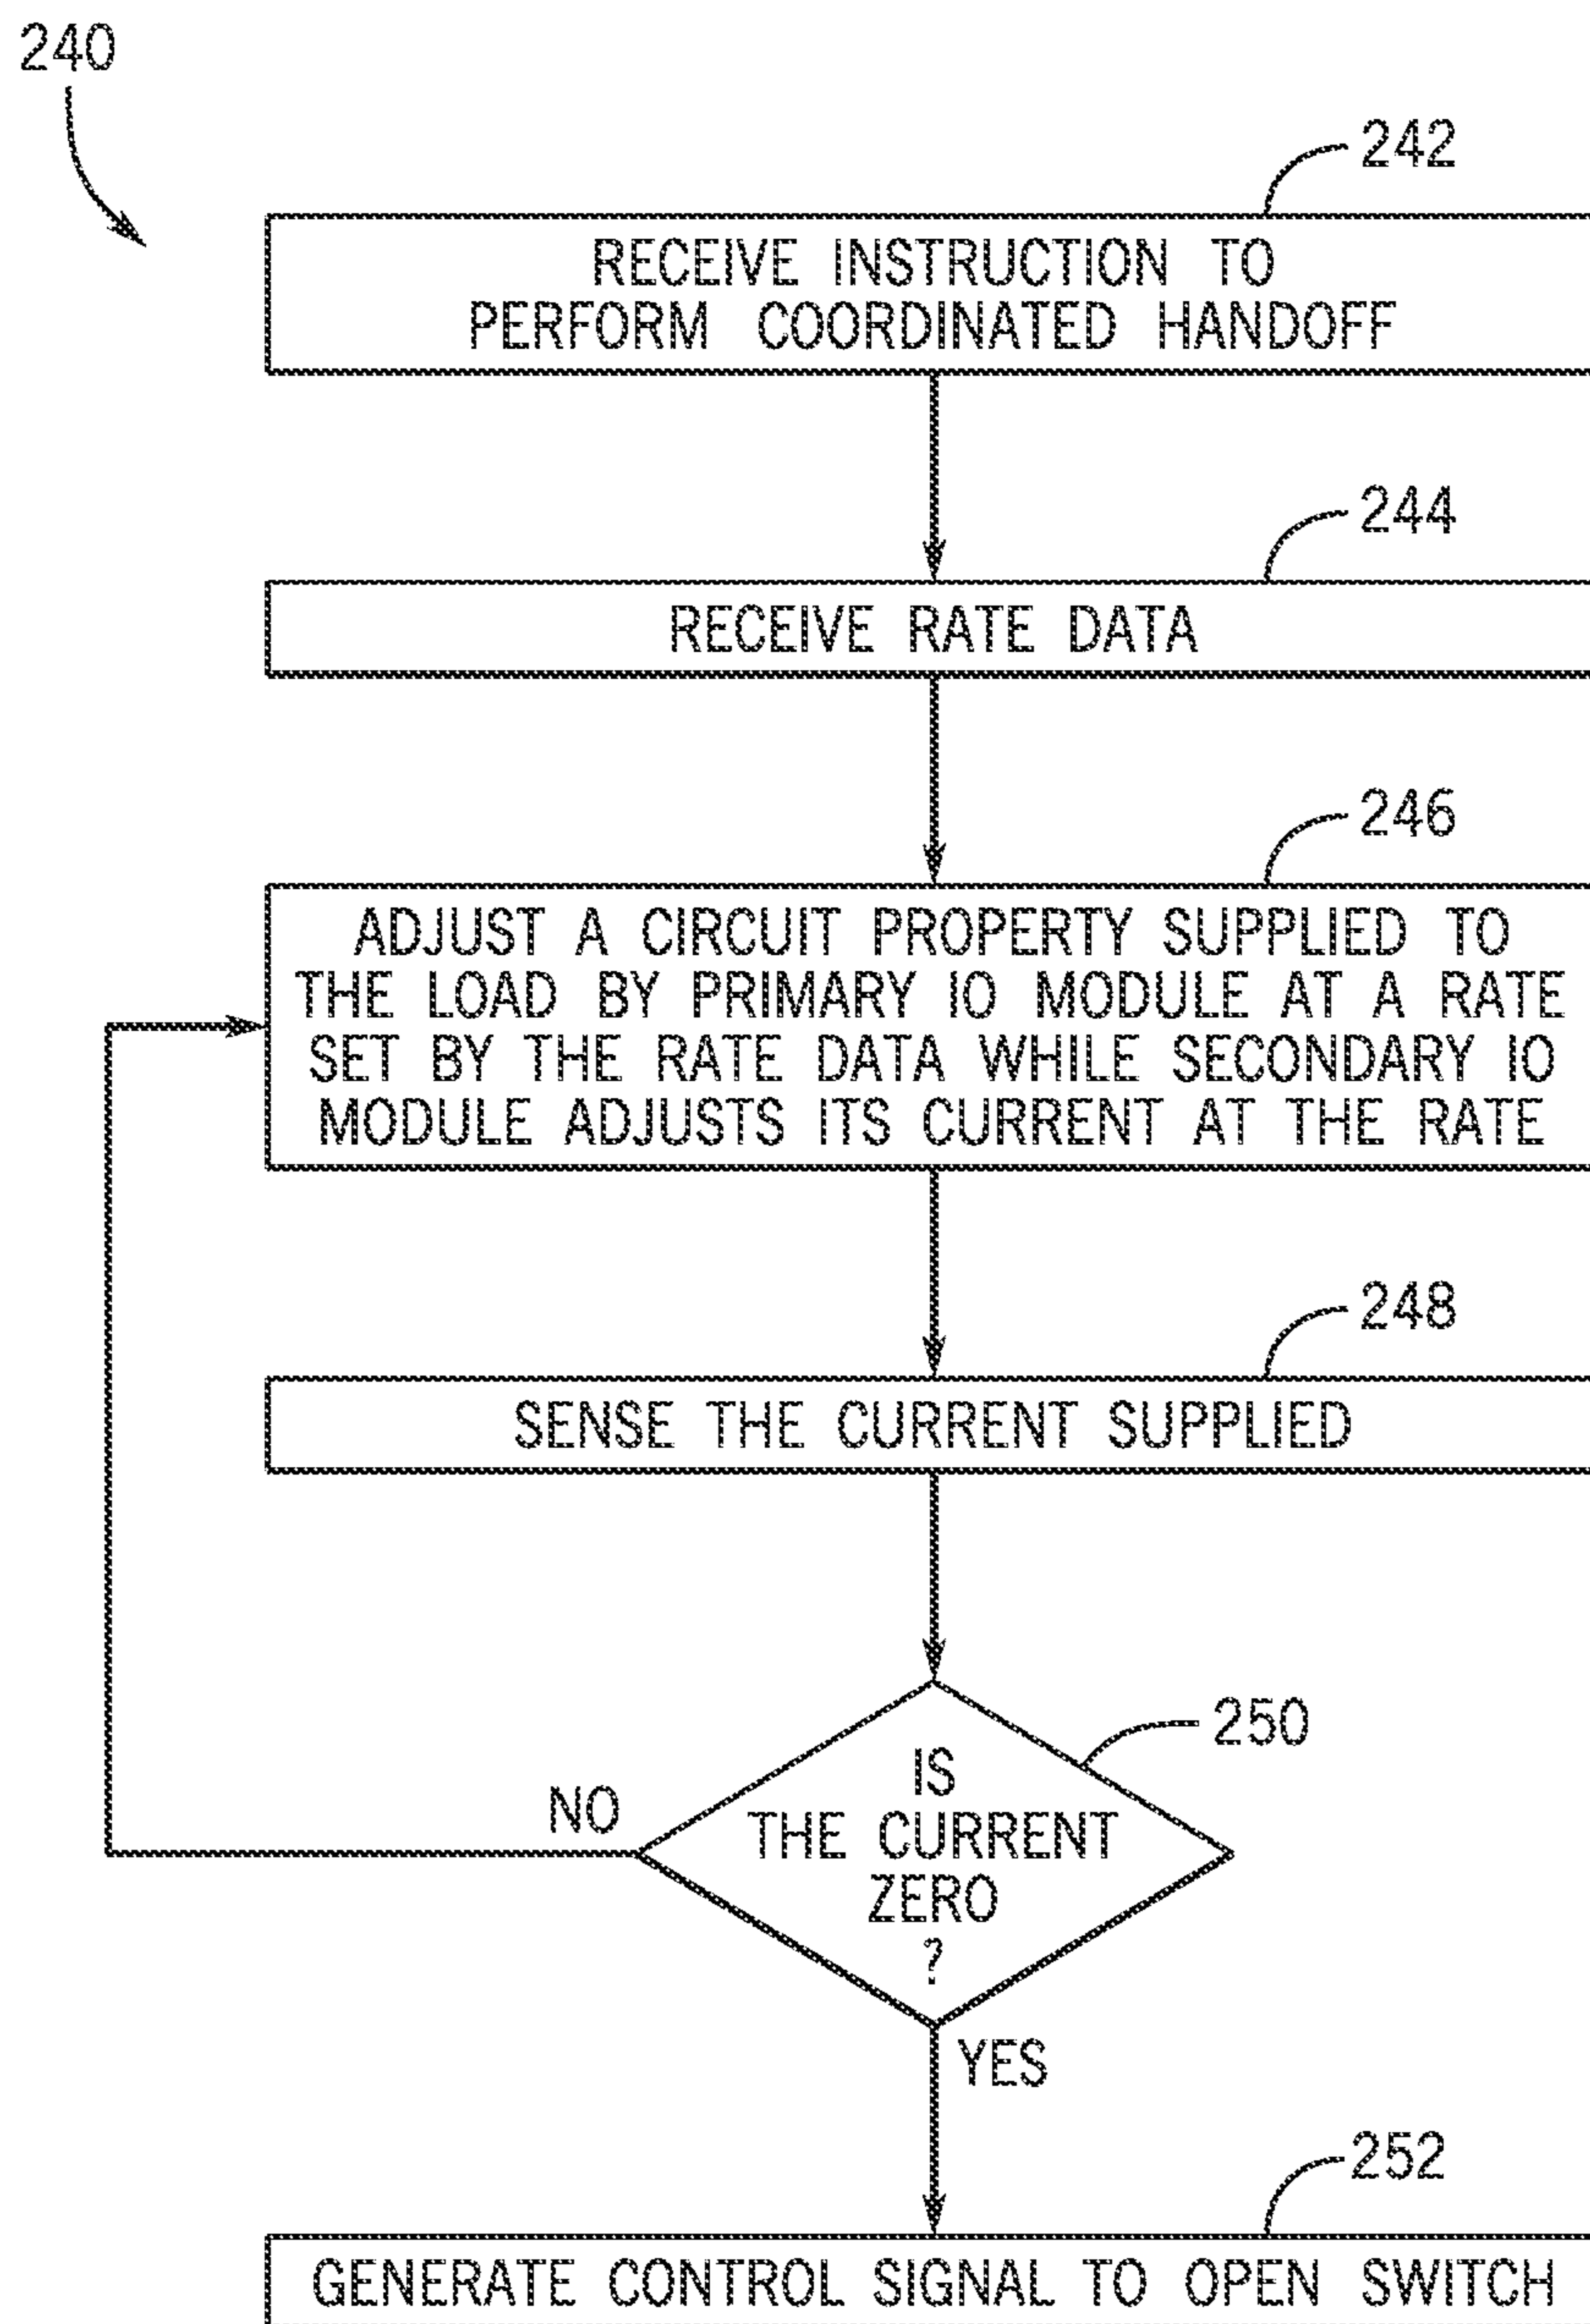 240
242
RECEIVE INSTRUCTION TO
PERFORM COORDINATED HANDOFF
244
RECEIVE RATE DATA
246
ADJUST A CIRCUIT PROPERTY SUPPLIED TO
THE LOAD BY PRIMARY IO MODULE AT A RATE
SET BY THE RATE DATA WHILE SECONDARY IO
MODULE ADJUSTS ITS CURRENT AT THE RATE
248
SENSE THE CURRENT SUPPLIED
250
IS
THE CURRENT
ZERO
?
NO
YES
252
GENERATE CONTROL SIGNAL TO OPEN SWITCH